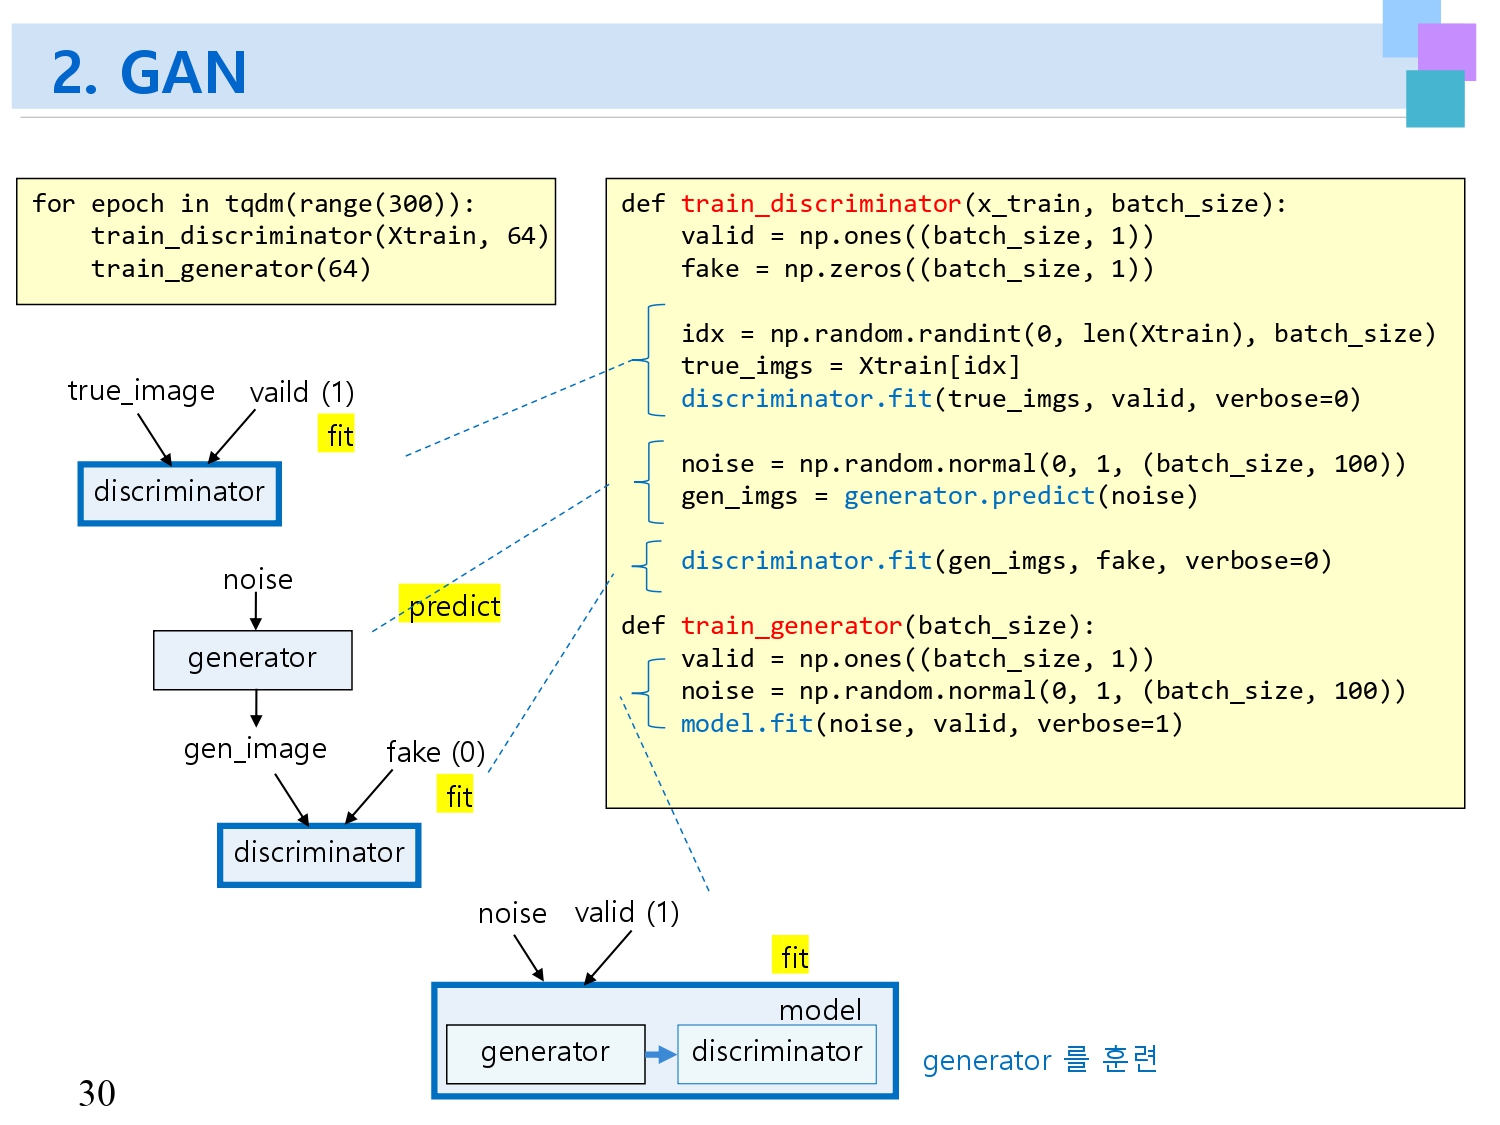 2. GAN
for epoch in tqdm(range(300)):
    train_discriminator(Xtrain, 64)
    train_generator(64)
def train_discriminator(x_train, batch_size):
    valid = np.ones((batch_size, 1))
    fake = np.zeros((batch_size, 1))
    idx = np.random.randint(0, len(Xtrain), batch_size)
    true_imgs = Xtrain[idx]
    discriminator.fit(true_imgs, valid, verbose=0)
    noise = np.random.normal(0, 1, (batch_size, 100))
    gen_imgs = generator.predict(noise)
    discriminator.fit(gen_imgs, fake, verbose=0)
def train_generator(batch_size):
    valid = np.ones((batch_size, 1))
    noise = np.random.normal(0, 1, (batch_size, 100))
    model.fit(noise, valid, verbose=1)
true_image vaild (1)
fit
discriminator
noise
predict
generator
gen_image fake (0)
fit
discriminator
noise valid (1)
fit
model
generator discriminator
generator 를 훈련
30